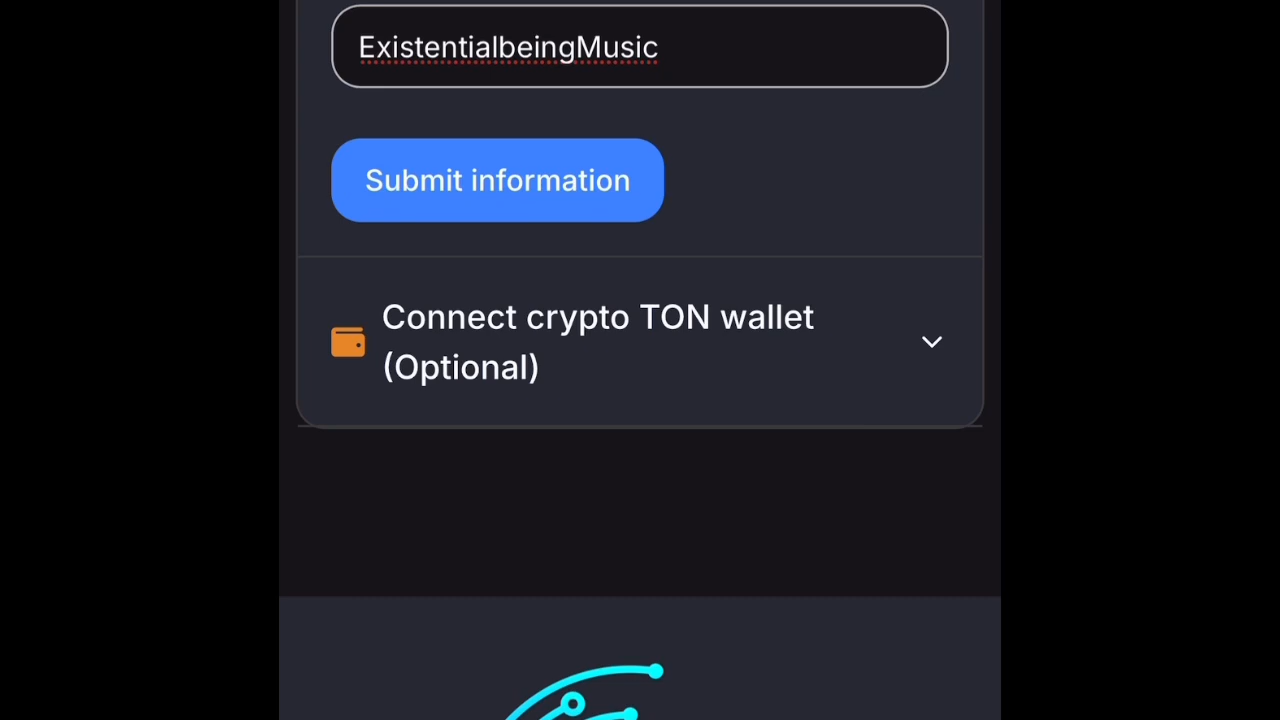 ExistentialbeingMusic
Submit information
Connect crypto TON wallet
(Optional)